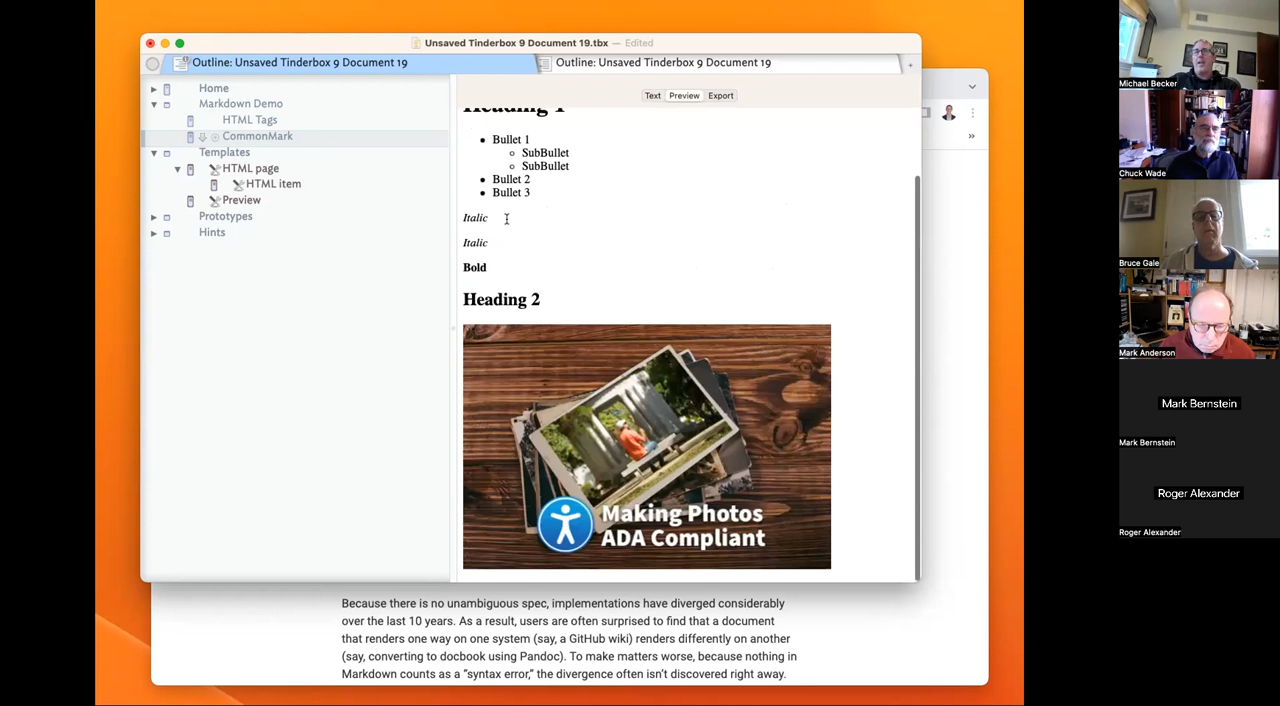 Unsaved Tinderbox 9 Document 19.tbx — Edited
Outline: Unsaved Tinderbox 9 Document 19
Outline: Unsaved Tinderbox 9 Document 19
+
Home
Markdown Demo
HTML Tags
CommonMark
Templates
HTML page
HTML item
Preview
Prototypes
Hints
Text Preview Export
Heading 1
Bullet 1
SubBullet
SubBullet
Bullet 2
Bullet 3
Italic
Italic
Bold
Heading 2
Making Photos
ADA Compliant
Because there is no unambiguous spec, implementations have diverged considerably
over the last 10 years. As a result, users are often surprised to find that a document
that renders one way on one system (say, a GitHub wiki) renders differently on another
(say, converting to docbook using Pandoc). To make matters worse, because nothing in
Markdown counts as a “syntax error,” the divergence often isn't discovered right away.
Michael Becker
Chuck Wade
Bruce Gale
Mark Anderson
Mark Bernstein
Mark Bernstein
Roger Alexander
Roger Alexander